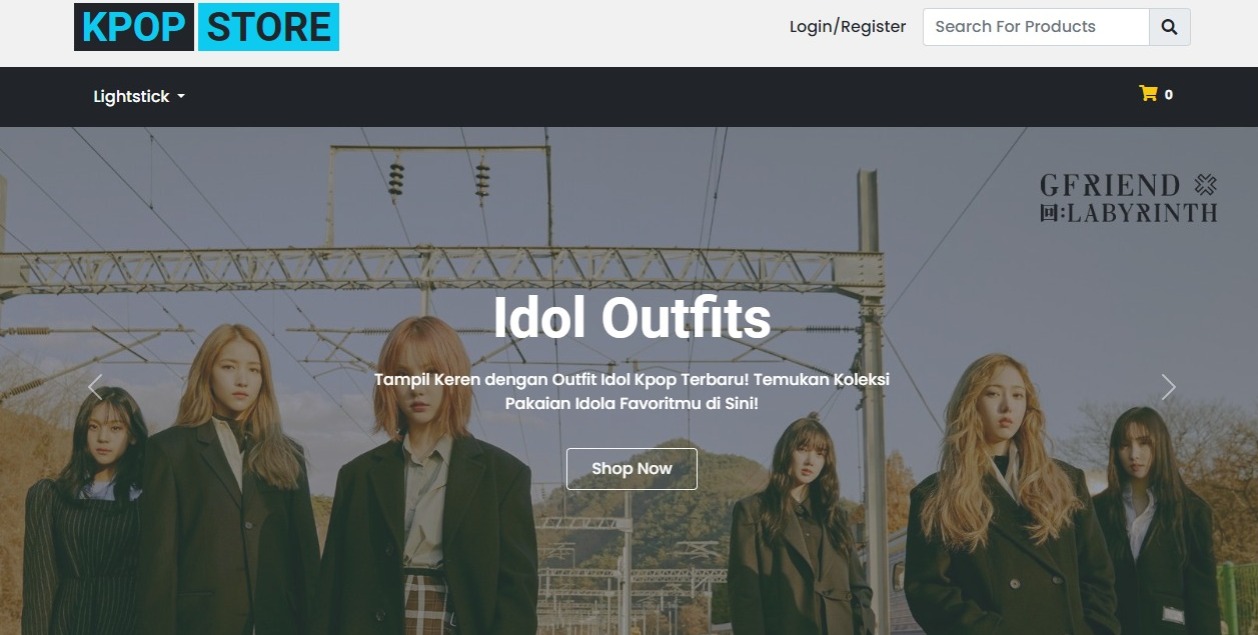 KPOP STORE
Login/Register
Search For Products
Lightstick
0
GFRIEND
回:LABYRINTH
Idol Outfits
Tampil Keren dengan Outfit Idol Kpop Terbaru! Temukan Koleksi
Pakaian Idola Favoritmu di Sini!
Shop Now